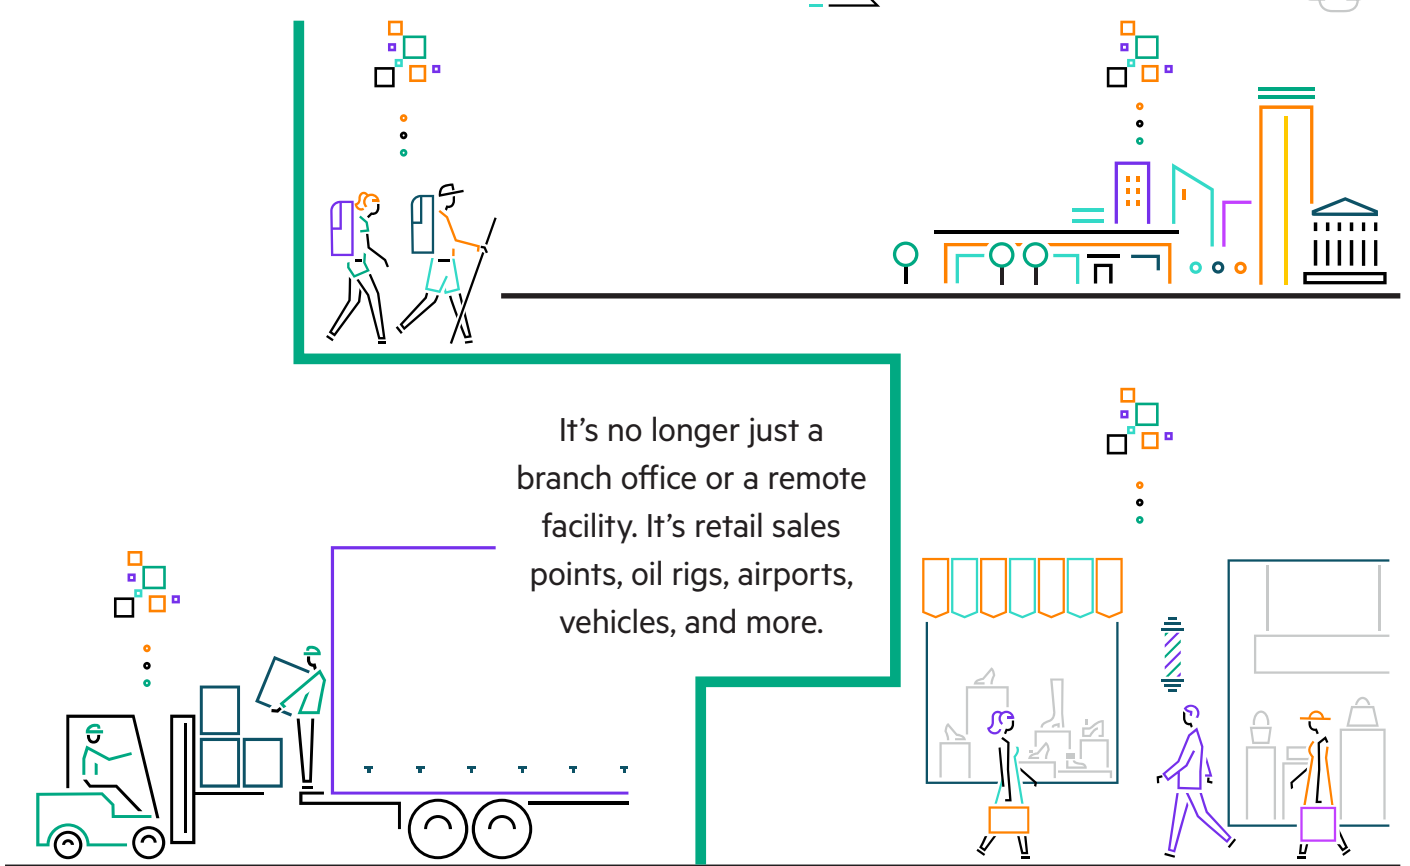 It’s no longer just a
branch office or a remote
facility. It’s retail sales
points, oil rigs, airports,
vehicles, and more.